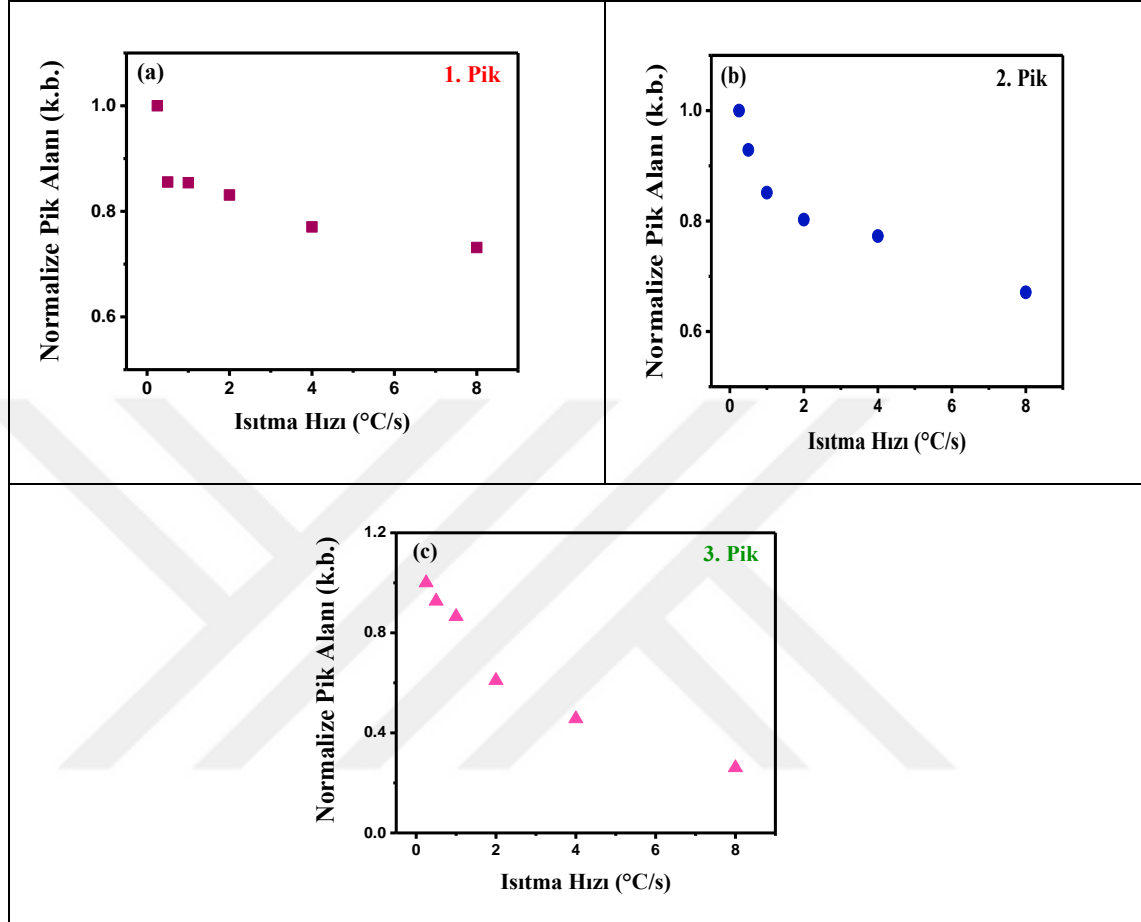 (a)
1. Pik
Normalize Pik Alanı (k.b.)
1.0
0.8
0.6
0
2
4
6
8
Isıtma Hızı (°C/s)
(b)
2. Pik
Normalize Pik Alanı (k.b.)
1.0
0.8
0.6
0
2
4
6
8
Isıtma Hızı (°C/s)
(c)
3. Pik
Normalize Pik Alanı (k.b.)
1.2
0.8
0.4
0.0
0
2
4
6
8
Isıtma Hızı (°C/s)